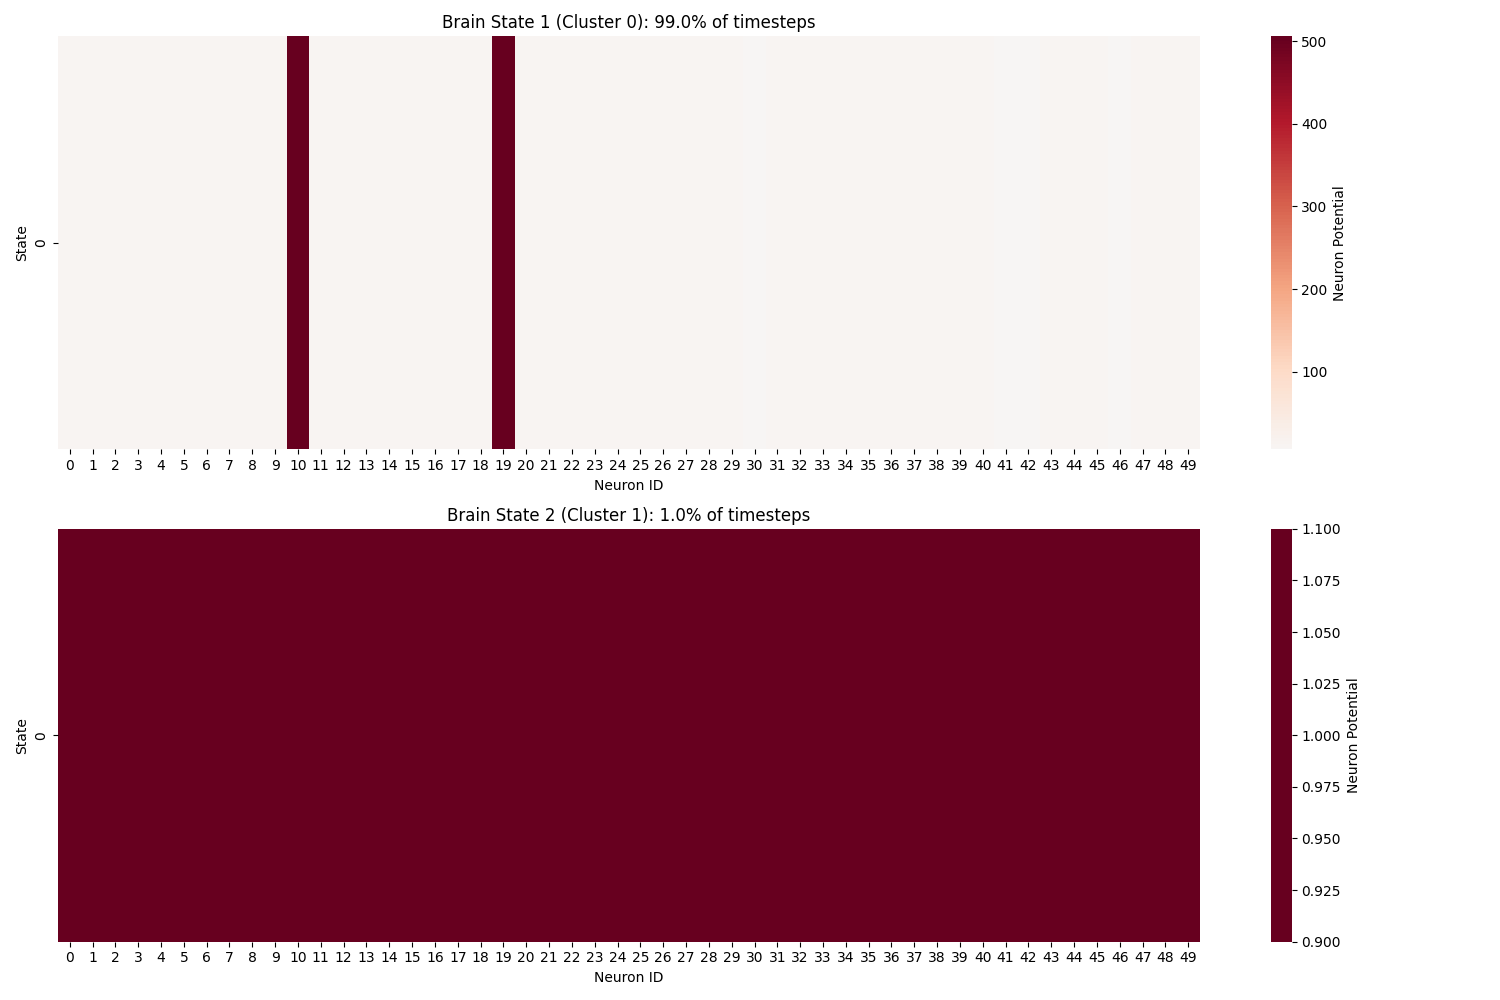 Brain State 1 (Cluster 0): 99.0% of timesteps
State
0
0 1 2 3 4 5 6 7 8 9 10 11 12 13 14 15 16 17 18 19 20 21 22 23 24 25 26 27 28 29 30 31 32 33 34 35 36 37 38 39 40 41 42 43 44 45 46 47 48 49
Neuron ID
500
400
300
200
100
Neuron Potential
Brain State 2 (Cluster 1): 1.0% of timesteps
State
0
0 1 2 3 4 5 6 7 8 9 10 11 12 13 14 15 16 17 18 19 20 21 22 23 24 25 26 27 28 29 30 31 32 33 34 35 36 37 38 39 40 41 42 43 44 45 46 47 48 49
Neuron ID
1.100
1.075
1.050
1.025
1.000
0.975
0.950
0.925
0.900
Neuron Potential